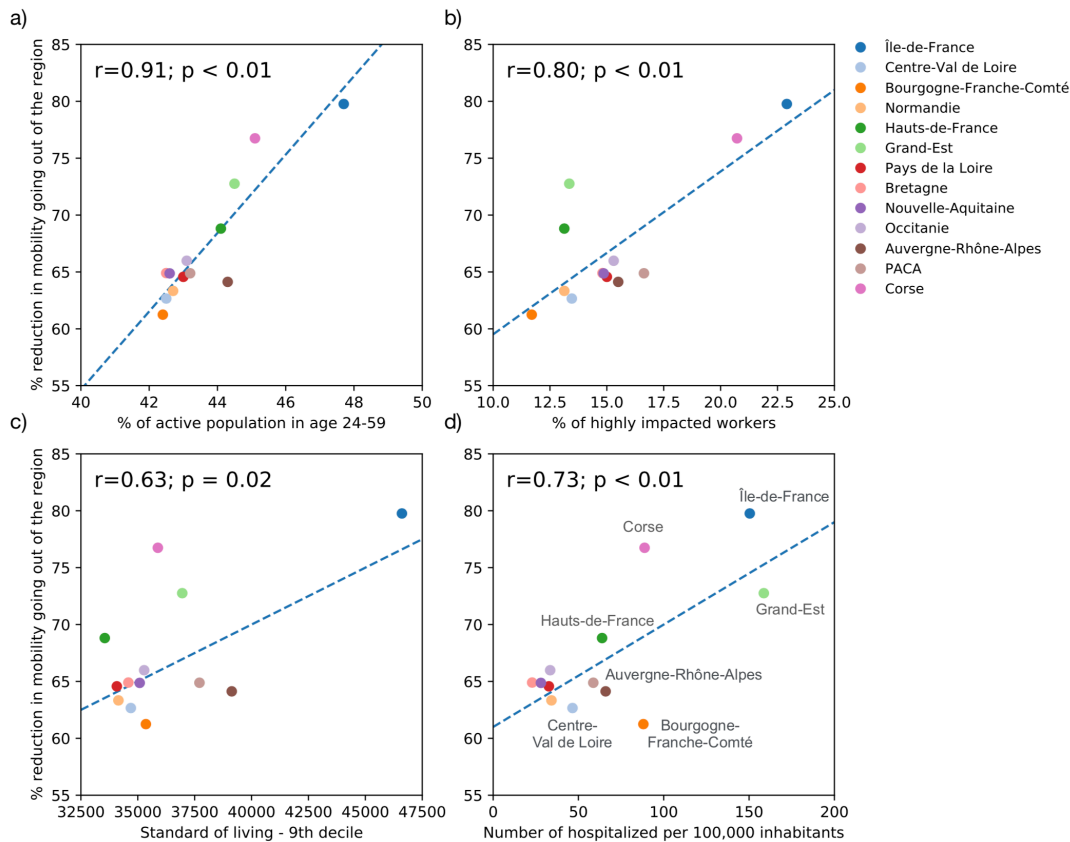 a)
b)
85
80
75
70
65
60
55
% reduction in mobility going out of the region
r=0.91; p < 0.01
40
42
44
46
48
50
% of active population in age 24-59
85
80
75
70
65
60
55
r=0.80; p < 0.01
10.0
12.5
15.0
17.5
20.0
22.5
25.0
% of highly impacted workers
Île-de-France
Centre-Val de Loire
Bourgogne-Franche-Comté
Normandie
Hauts-de-France
Grand-Est
Pays de la Loire
Bretagne
Nouvelle-Aquitaine
Occitanie
Auvergne-Rhône-Alpes
PACA
Corse
c)
d)
85
80
75
70
65
60
55
% reduction in mobility going out of the region
r=0.63; p = 0.02
32500
35000
37500
40000
42500
45000
47500
Standard of living - 9th decile
85
80
75
70
65
60
55
r=0.73; p < 0.01
Île-de-France
Corse
Grand-Est
Hauts-de-France
Auvergne-Rhône-Alpes
Centre-
Val de Loire
Bourgogne-
Franche-Comté
0
50
100
150
200
Number of hospitalized per 100,000 inhabitants